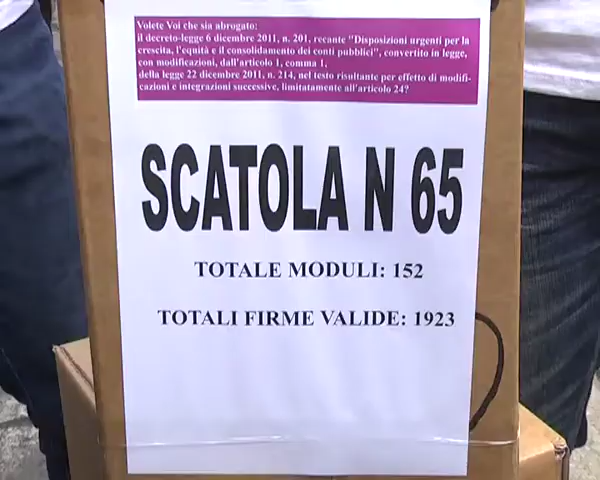 Volete Voi che sia abrogato:
il decreto-legge 6 dicembre 2011, n. 201, recante "Disposizioni urgenti per la
crescita, l'equità e il consolidamento dei conti pubblici", convertito in legge,
con modificazioni, dall'articolo 1, comma 1,
della legge 22 dicembre 2011, n. 214, nel testo risultante per effetto di modifi-
cazioni e integrazioni successive, limitatamente all'articolo 24?
SCATOLA N 65
TOTALE MODULI: 152
TOTALI FIRME VALIDE: 1923